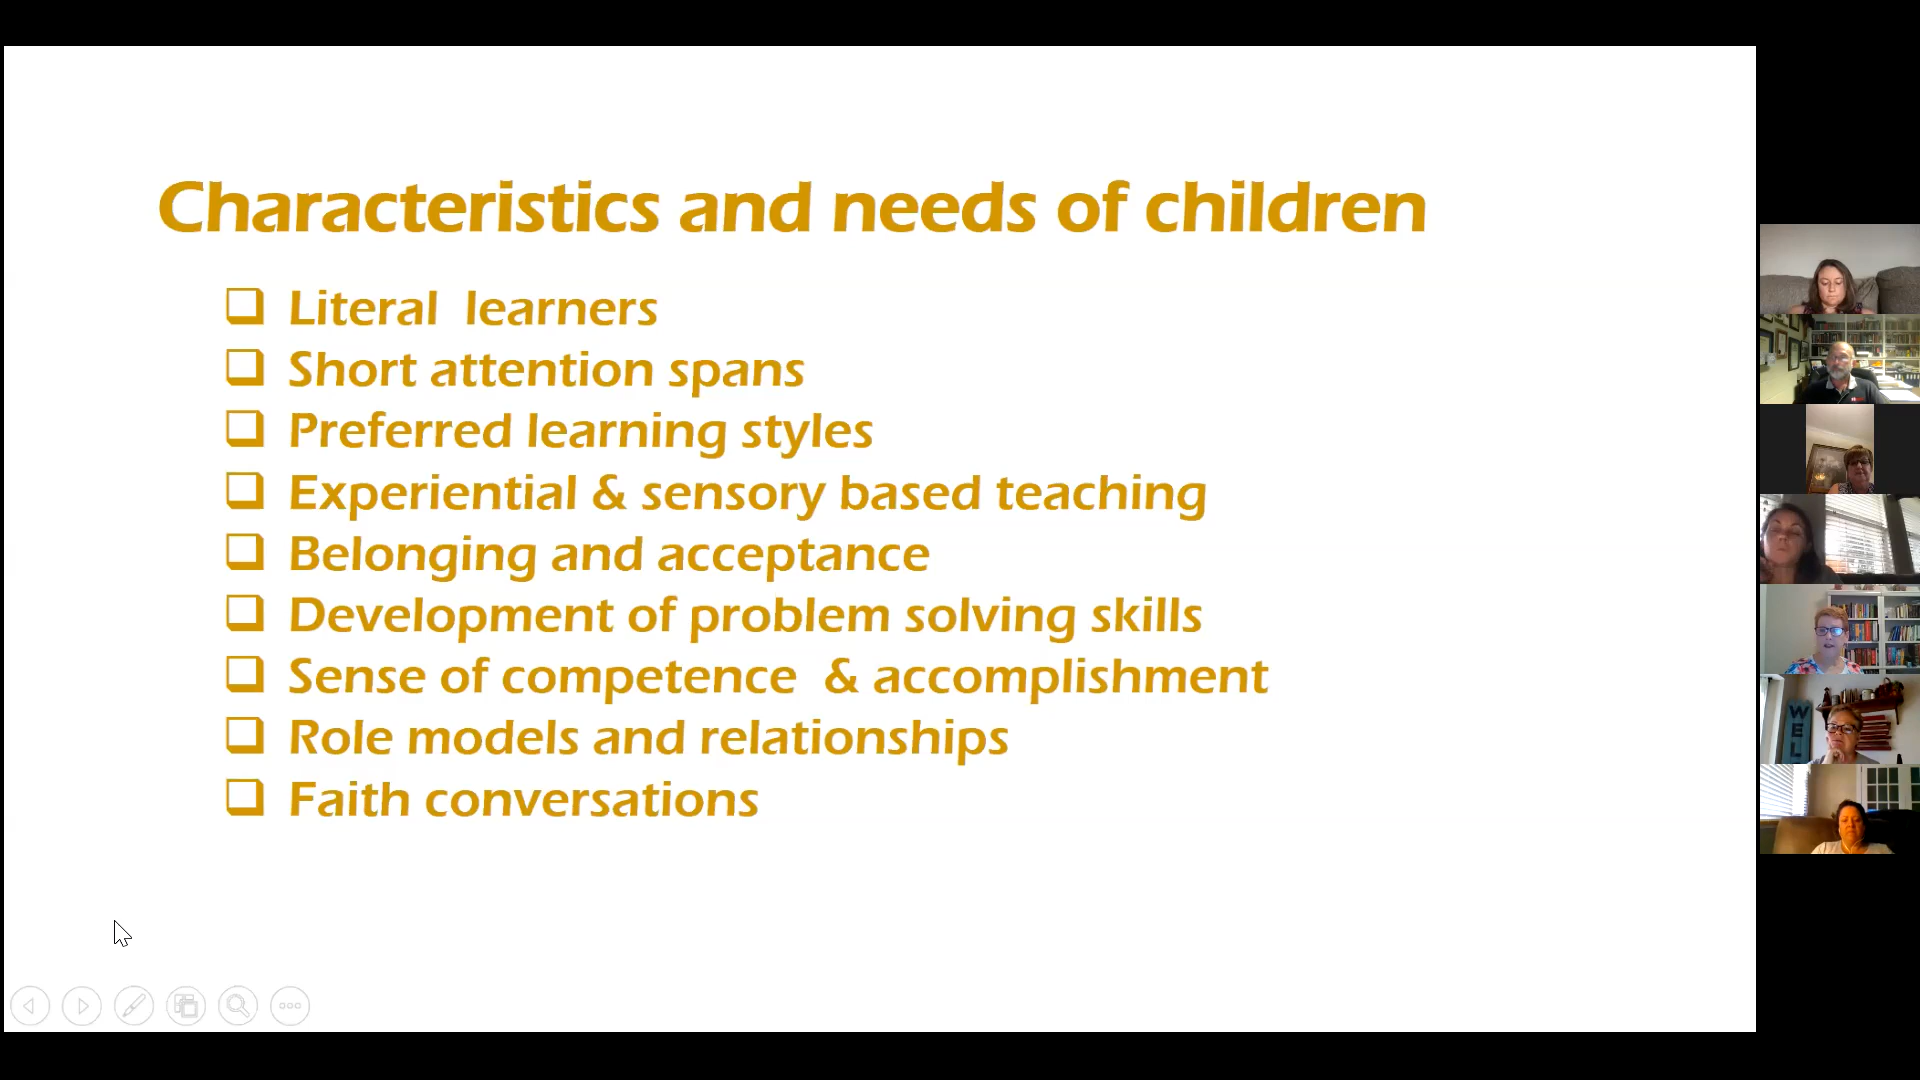 Characteristics and needs of children
Literal learners
Short attention spans
Preferred learning styles
Experiential & sensory based teaching
Belonging and acceptance
Development of problem solving skills
Sense of competence & accomplishment
Role models and relationships
Faith conversations
WEL